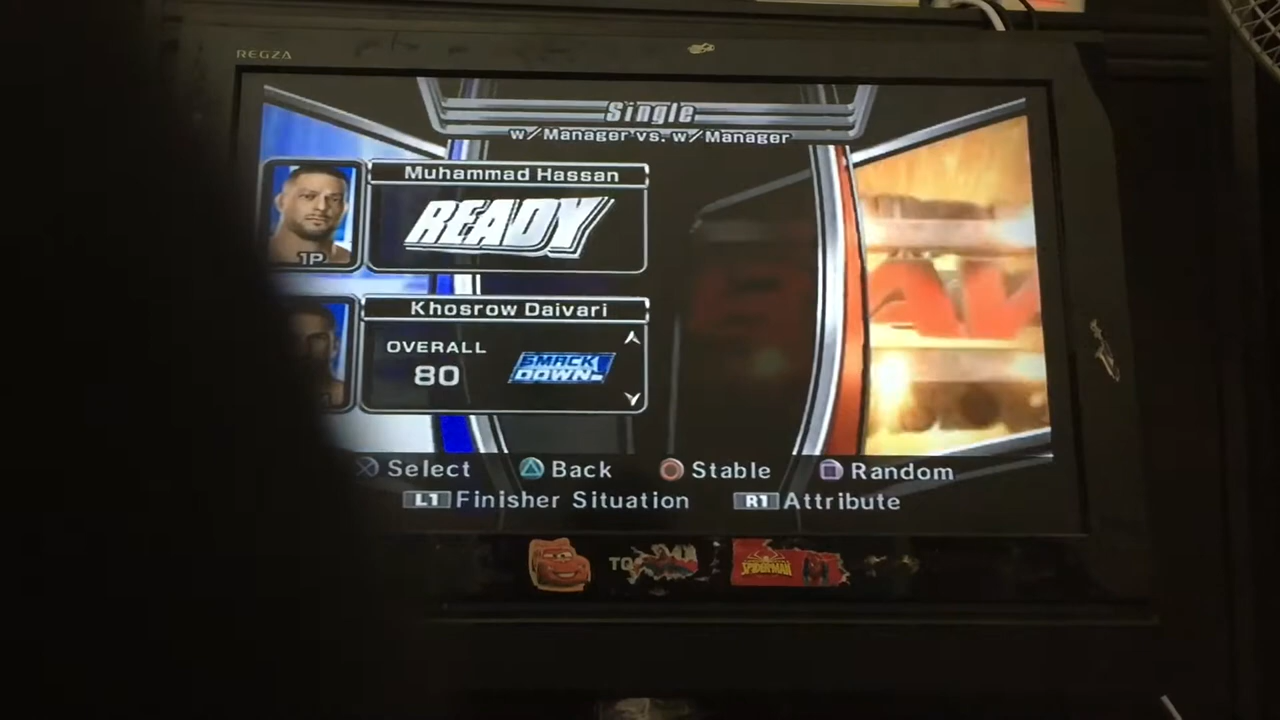 REGZA
Single
w/Manager vs. w/Manager
Muhammad Hassan
READY
1P
Khosrow Daivari
OVERALL
80
SMACK
DOWN!
Select
Back
Stable
Random
L1 Finisher Situation
R1 Attribute
TO
SPIDERMAN